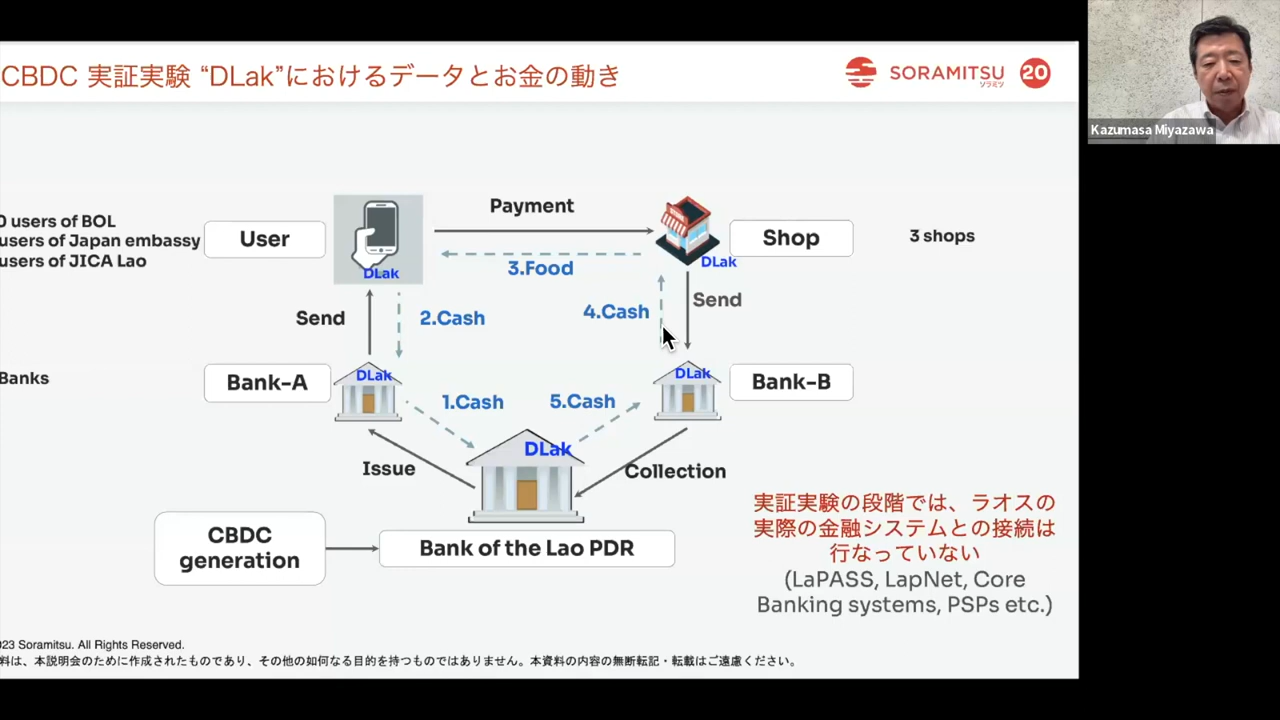 CBDC 実証実験 “DLak”におけるデータとお金の動き
SORAMITSU
ソラミツ
20
Kazumasa Miyazawa
0 users of BOL
users of Japan embassy
users of JICA Lao
User
DLak
Payment
3.Food
DLak
Shop
3 shops
Send
2.Cash
4.Cash
Send
Banks
Bank-A
DLak
DLak
Bank-B
1.Cash
5.Cash
DLak
Issue
Collection
CBDC
generation
Bank of the Lao PDR
実証実験の段階では、ラオスの
実際の金融システムとの接続は
行なっていない
(LaPASS, LapNet, Core
Banking systems, PSPs etc.)
023 Soramitsu. All Rights Reserved.
料は、本説明会のために作成されたものであり、その他の如何なる目的を持つものではありません。本資料の内容の無断転記・転載はご遠慮ください。